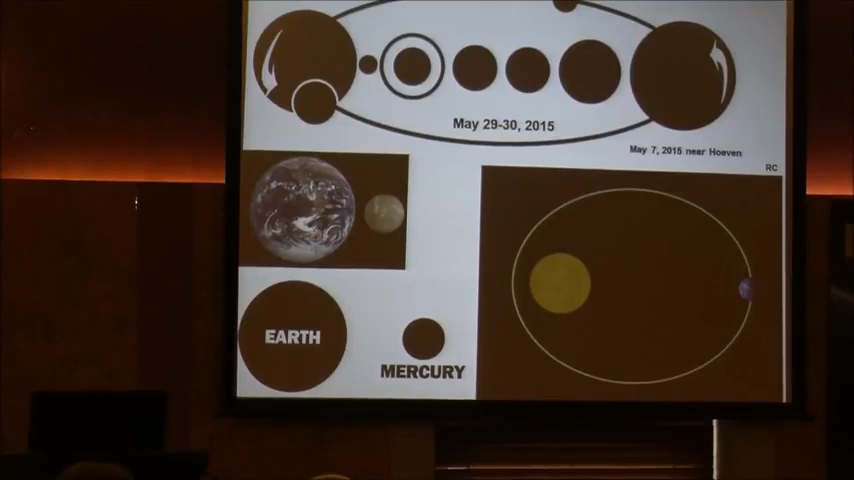 May 29-30, 2015
May 7, 2015 near Hoeven
RC
EARTH
MERCURY